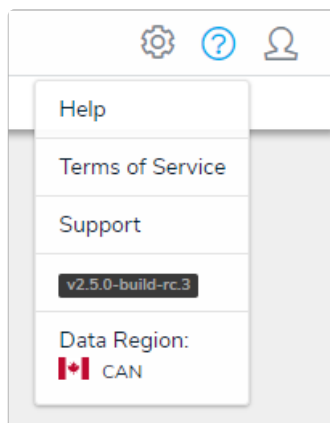 ?
Help
Terms of Service
Support
v2.5.0-build-rc.3
Data Region:
CAN